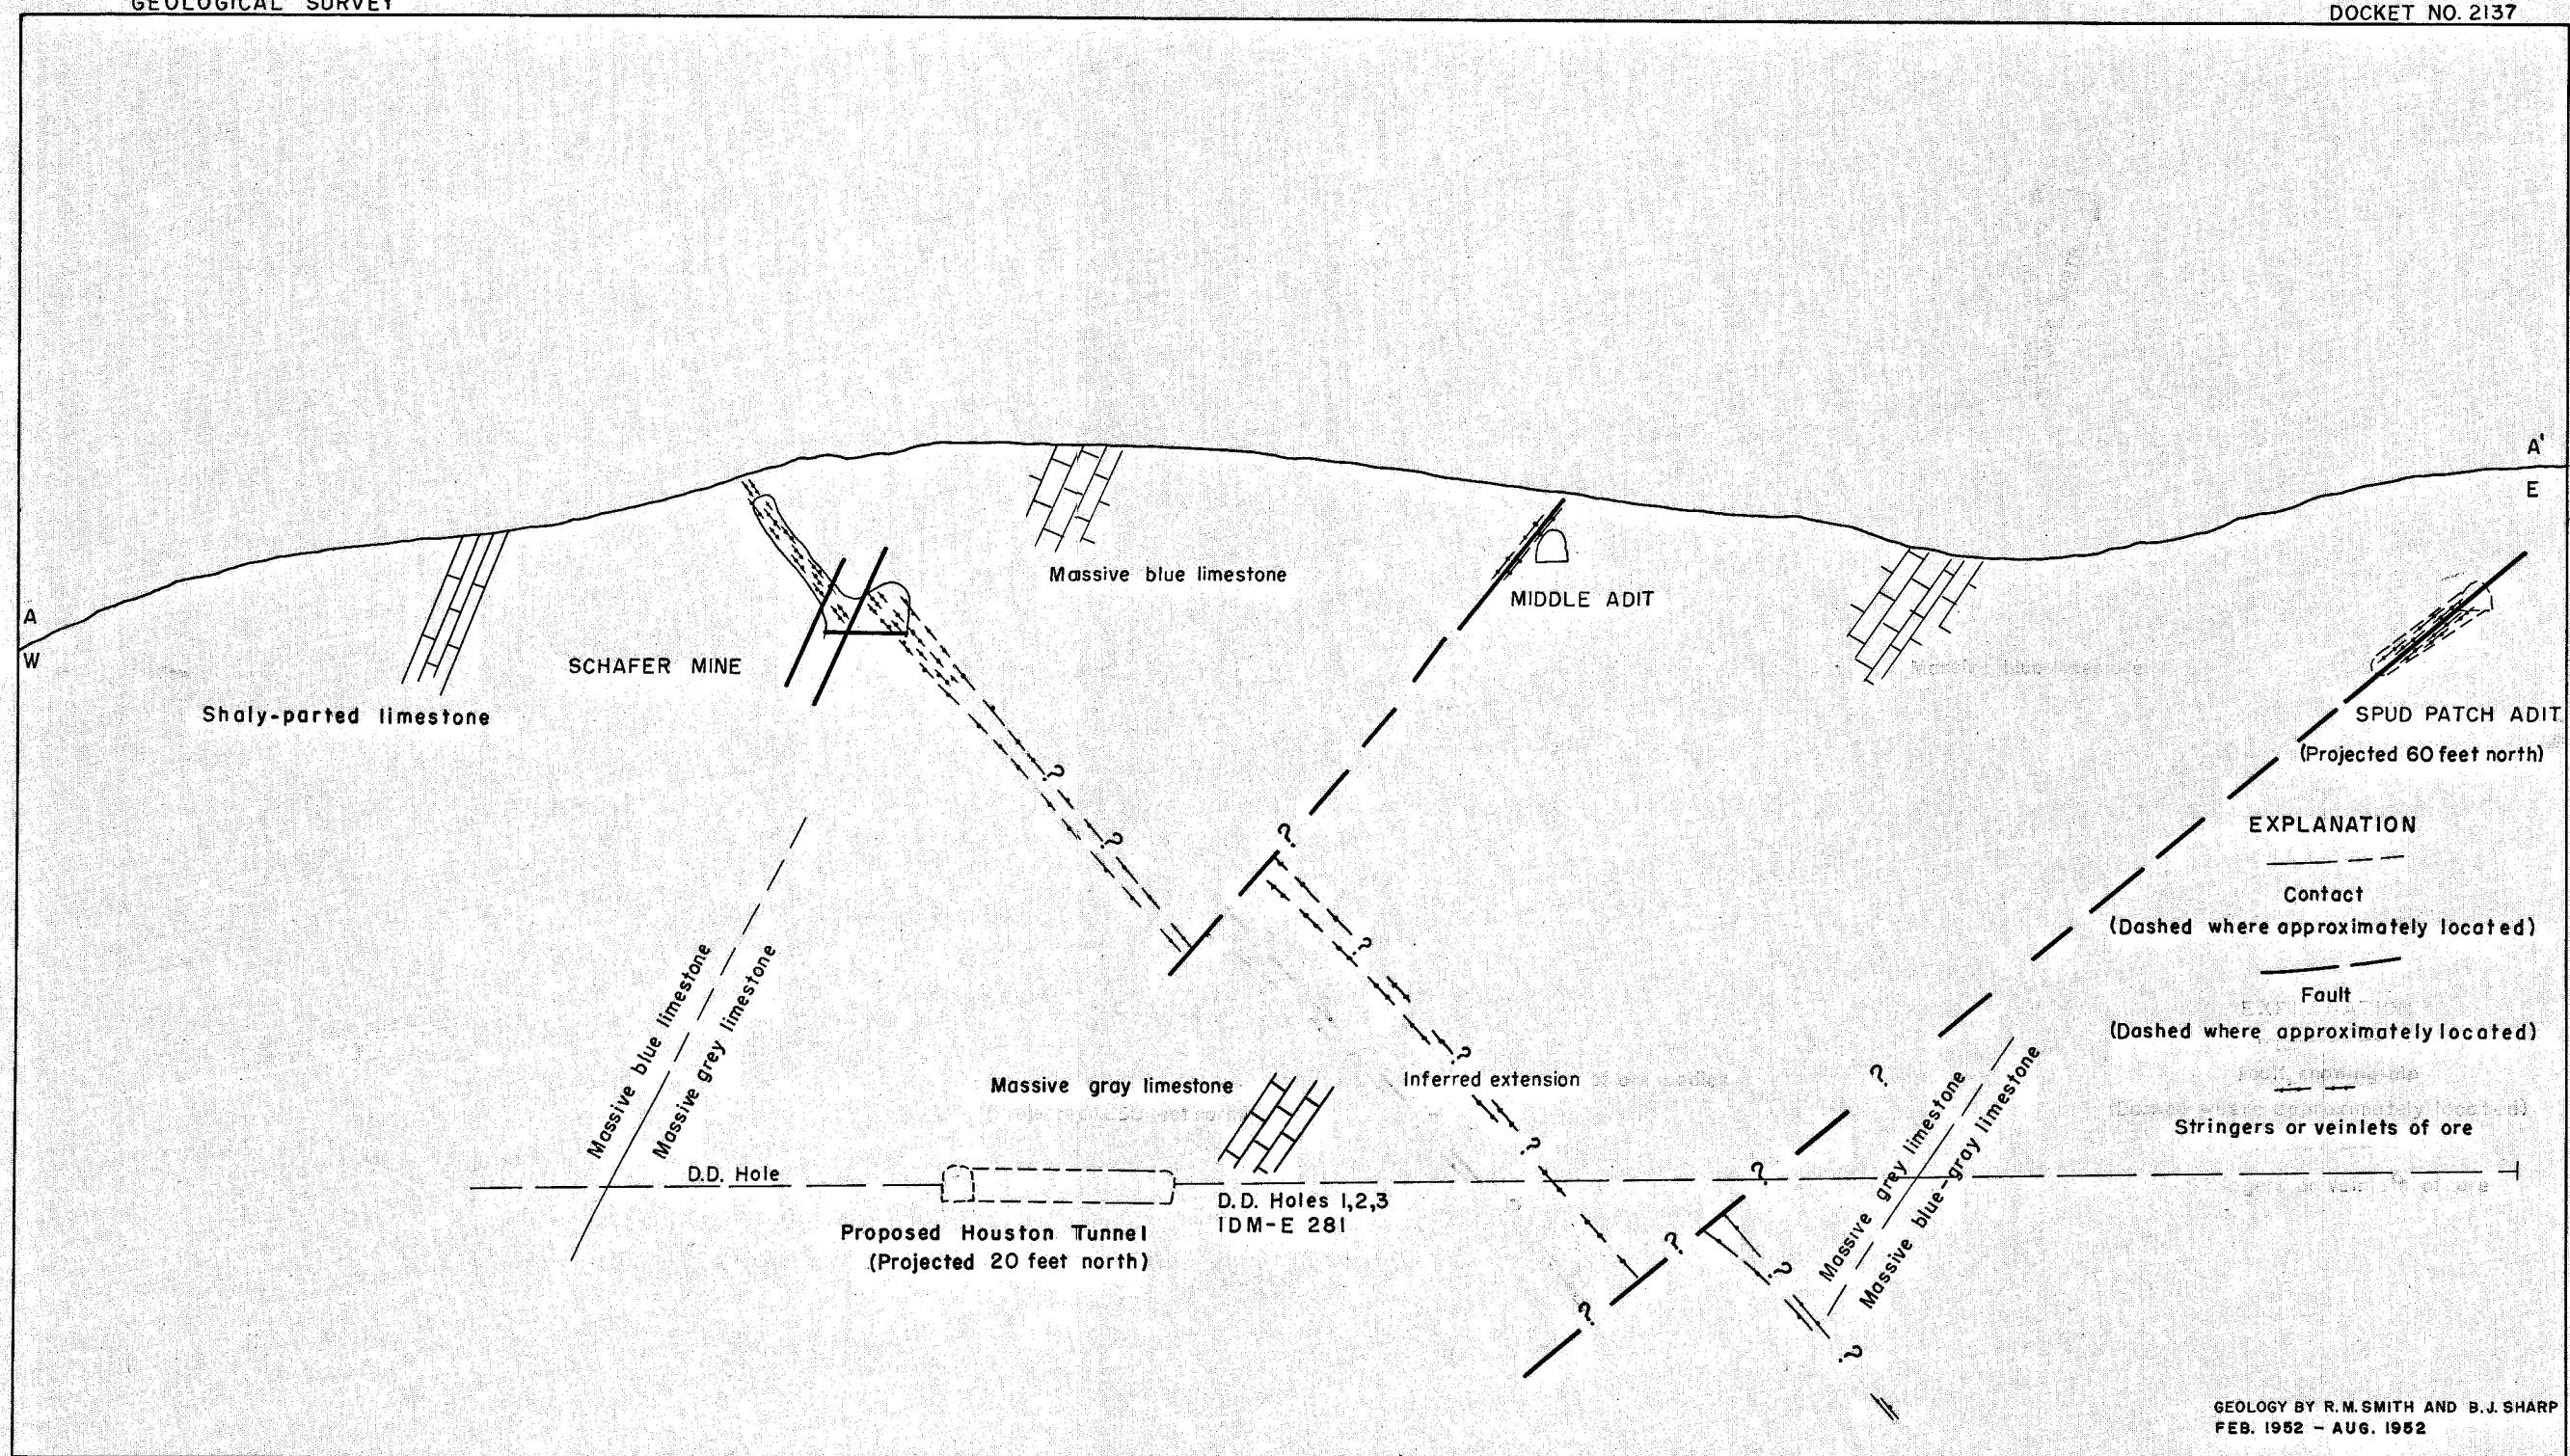 GEOLOGICAL SURVEY
DOCKET NO. 2137
A'
E
A
W
Massive blue limestone
MIDDLE ADIT
SCHAFER MINE
Shaly-parted limestone
SPUD PATCH ADIT
(Projected 60 feet north)
?
?
?
?
?
?
?
?
?
?
?
?
?
EXPLANATION
Contact
(Dashed where approximately located)
Fault
(Dashed where approximately located)
Stringers or veinlets of ore
Massive blue limestone
Massive grey limestone
Massive gray limestone
Inferred extension
Massive grey limestone
Massive blue-gray limestone
D.D. Hole
D.D. Holes 1,2,3
IDM-E 281
Proposed Houston Tunnel
(Projected 20 feet north)
GEOLOGY BY R.M. SMITH AND B.J. SHARP
FEB. 1952 - AUG. 1952